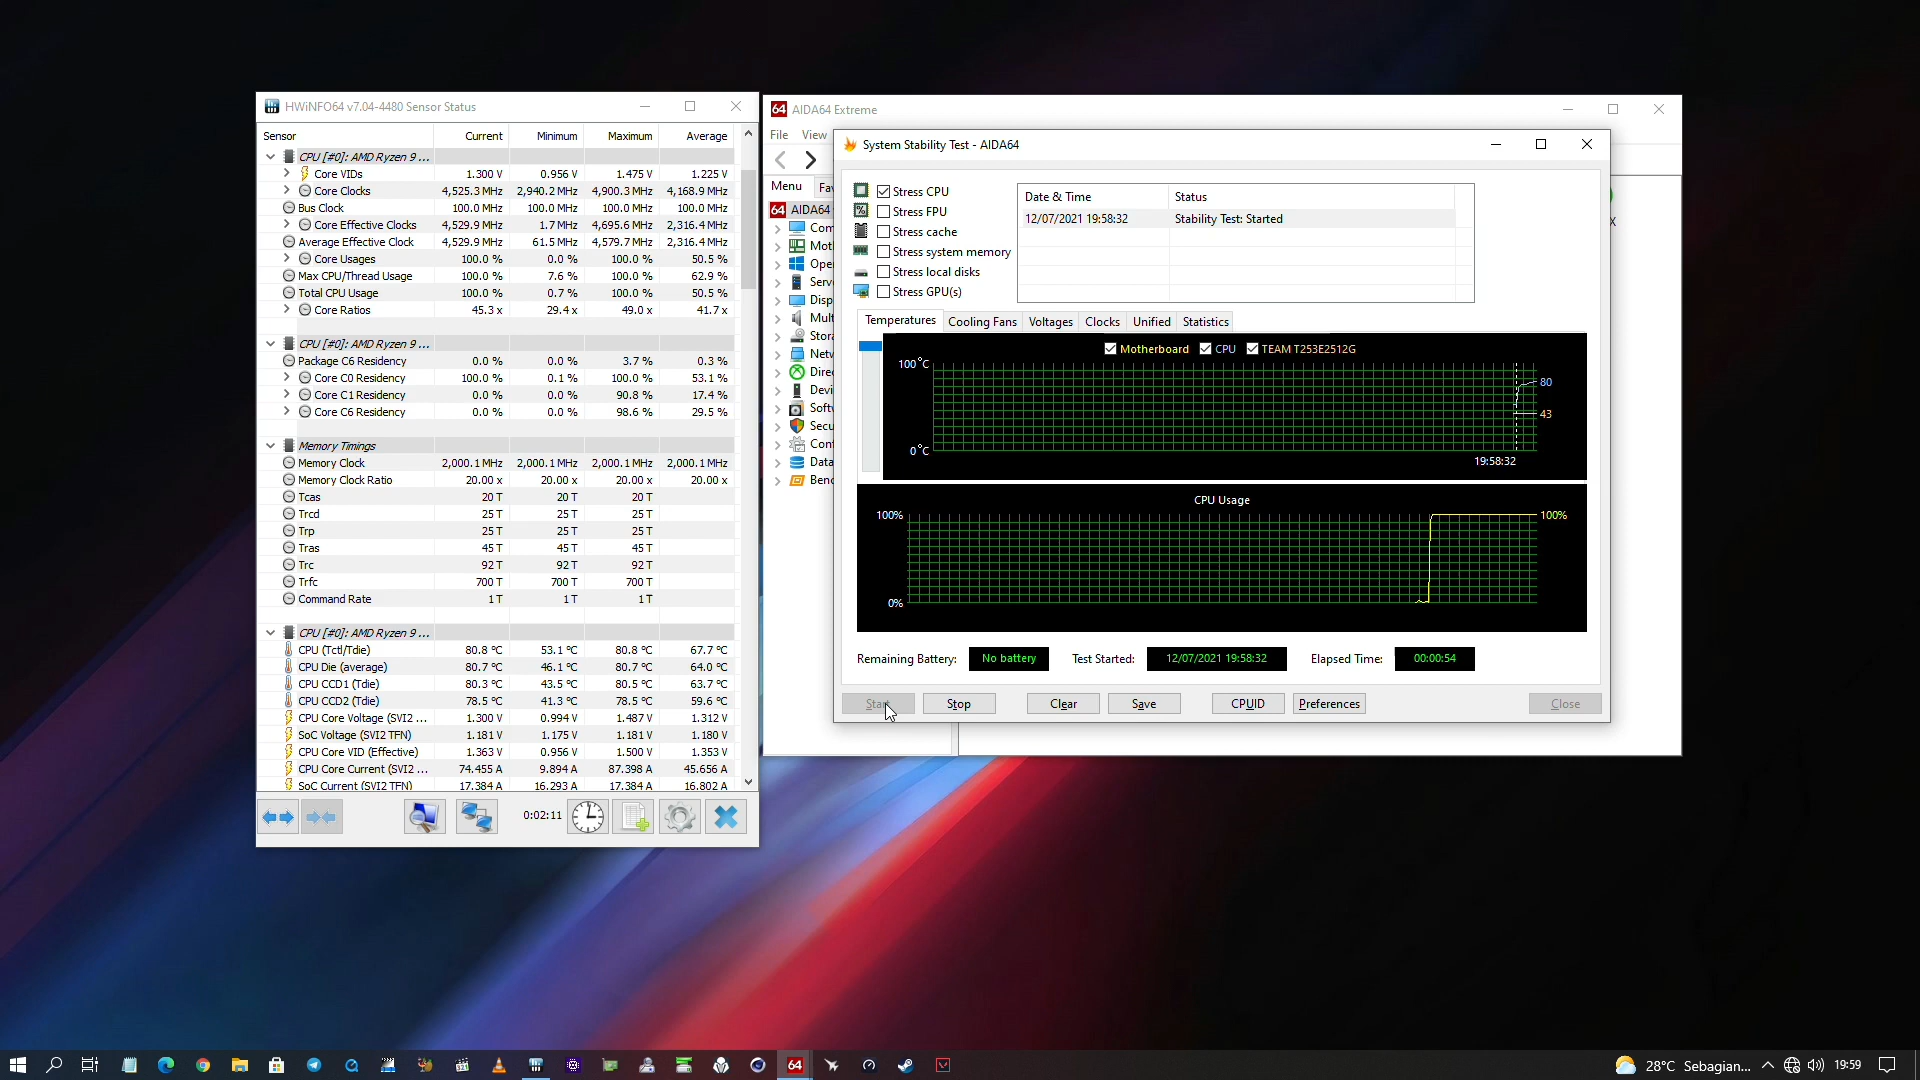 HWiNFO64 v7.04-4480 Sensor Status
Sensor Current Minimum Maximum Average
CPU [#0]: AMD Ryzen 9 ...
Core VIDs 1.300 V 0.956 V 1.475 V 1.225 V
Core Clocks 4,525.3 MHz 2,940.2 MHz 4,900.3 MHz 4,168.9 MHz
Bus Clock 100.0 MHz 100.0 MHz 100.0 MHz 100.0 MHz
Core Effective Clocks 4,529.9 MHz 1.7 MHz 4,695.6 MHz 2,316.4 MHz
Average Effective Clock 4,529.9 MHz 61.5 MHz 4,579.7 MHz 2,316.4 MHz
Core Usages 100.0 % 0.0 % 100.0 % 50.5 %
Max CPU/Thread Usage 100.0 % 7.6 % 100.0 % 62.9 %
Total CPU Usage 100.0 % 0.7 % 100.0 % 50.5 %
Core Ratios 45.3 x 29.4 x 49.0 x 41.7 x
CPU [#0]: AMD Ryzen 9 ...
Package C6 Residency 0.0 % 0.0 % 3.7 % 0.3 %
Core C0 Residency 100.0 % 0.1 % 100.0 % 53.1 %
Core C1 Residency 0.0 % 0.0 % 90.8 % 17.4 %
Core C6 Residency 0.0 % 0.0 % 98.6 % 29.5 %
Memory Timings
Memory Clock 2,000.1 MHz 2,000.1 MHz 2,000.1 MHz 2,000.1 MHz
Memory Clock Ratio 20.00 x 20.00 x 20.00 x 20.00 x
Tcas 20 T 20 T 20 T
Trcd 25 T 25 T 25 T
Trp 25 T 25 T 25 T
Tras 45 T 45 T 45 T
Trc 92 T 92 T 92 T
Trfc 700 T 700 T 700 T
Command Rate 1 T 1 T 1 T
CPU [#0]: AMD Ryzen 9 ...
CPU (Tctl/Tdie) 80.8 °C 53.1 °C 80.8 °C 67.7 °C
CPU Die (average) 80.7 °C 46.1 °C 80.7 °C 64.0 °C
CPU CCD1 (Tdie) 80.3 °C 43.5 °C 80.5 °C 63.7 °C
CPU CCD2 (Tdie) 78.5 °C 41.3 °C 78.5 °C 59.6 °C
CPU Core Voltage (SVI2 ... 1.300 V 0.994 V 1.487 V 1.312 V
SoC Voltage (SVI2 TFN) 1.181 V 1.175 V 1.181 V 1.180 V
CPU Core VID (Effective) 1.363 V 0.956 V 1.500 V 1.353 V
CPU Core Current (SVI2 ... 74.455 A 9.894 A 87.398 A 45.656 A
SoC Current (SVI2 TFN) 17.384 A 16.293 A 17.384 A 16.802 A
0:02:11
64 AIDA64 Extreme
File View
Menu Fav
64 AIDA64
Com
Moth
Oper
Serv
Disp
Mult
Stora
Netw
Direc
Devi
Softw
Secu
Conf
Data
Benc
X
System Stability Test - AIDA64
Stress CPU
Stress FPU
Stress cache
Stress system memory
Stress local disks
Stress GPU(s)
Date & Time Status
12/07/2021 19:58:32 Stability Test: Started
Temperatures Cooling Fans Voltages Clocks Unified Statistics
Motherboard CPU TEAM T253E2512G
100°C
80
43
0°C
19:58:32
CPU Usage
100% 100%
0%
Remaining Battery: No battery Test Started: 12/07/2021 19:58:32 Elapsed Time: 00:00:54
Start Stop Clear Save CPUID Preferences Close
64
28°C Sebagian... 19:59